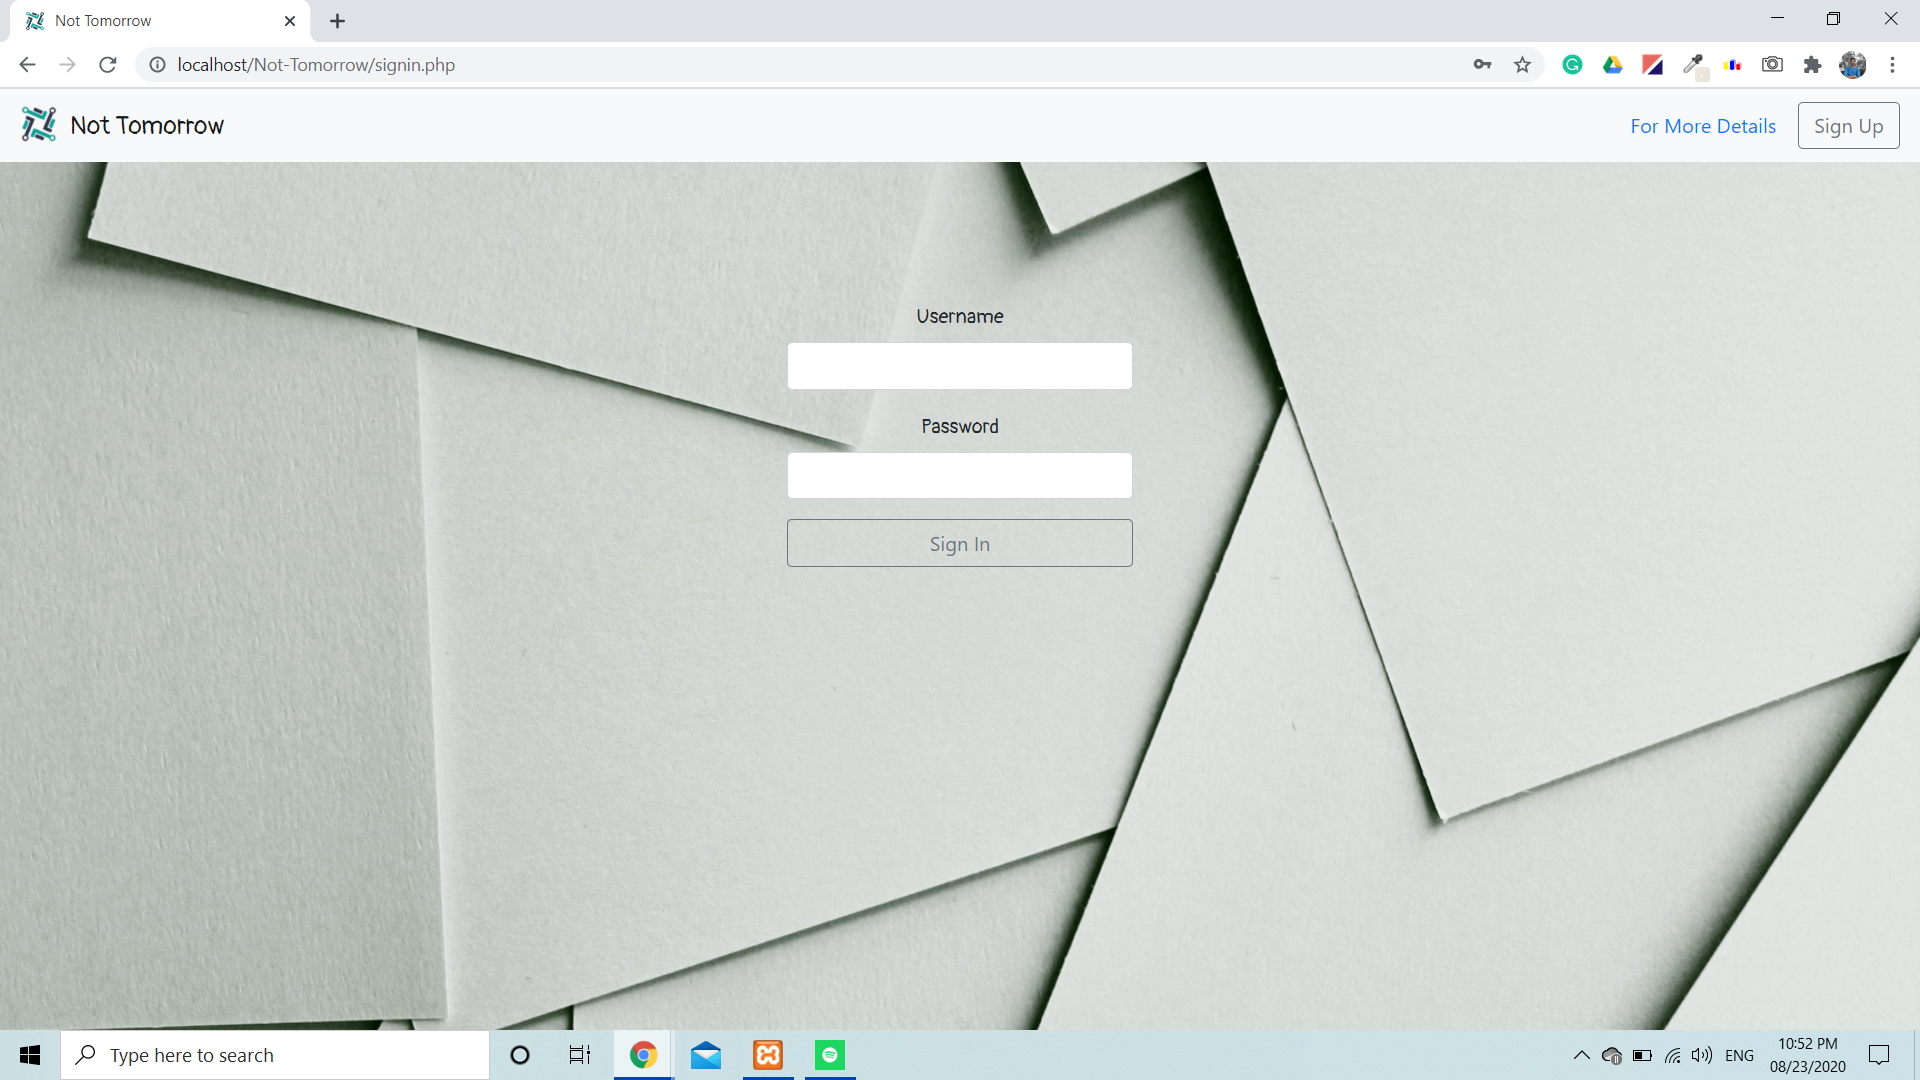 Not Tomorrow
localhost/Not-Tomorrow/signin.php
Not Tomorrow
For More Details
Sign Up
Username
Password
Sign In
Type here to search
ENG
10:52 PM
08/23/2020